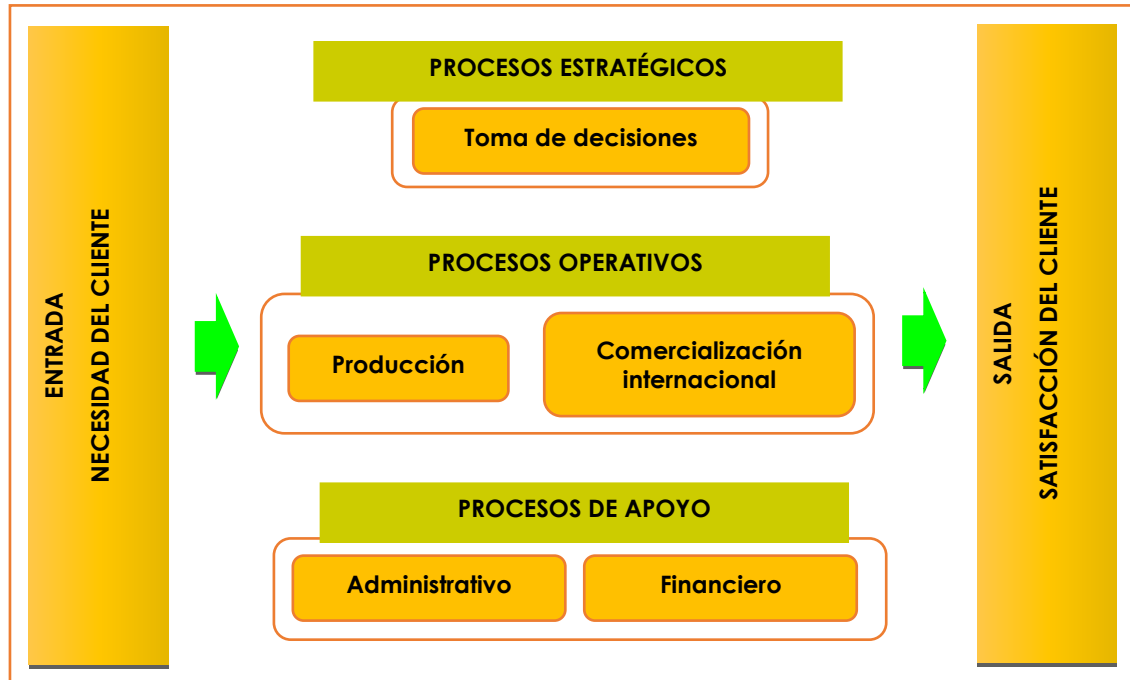 ENTRADA
NECESIDAD DEL CLIENTE
PROCESOS ESTRATÉGICOS
Toma de decisiones
PROCESOS OPERATIVOS
Producción
Comercialización
internacional
PROCESOS DE APOYO
Administrativo
Financiero
SALIDA
SATISFACCIÓN DEL CLIENTE